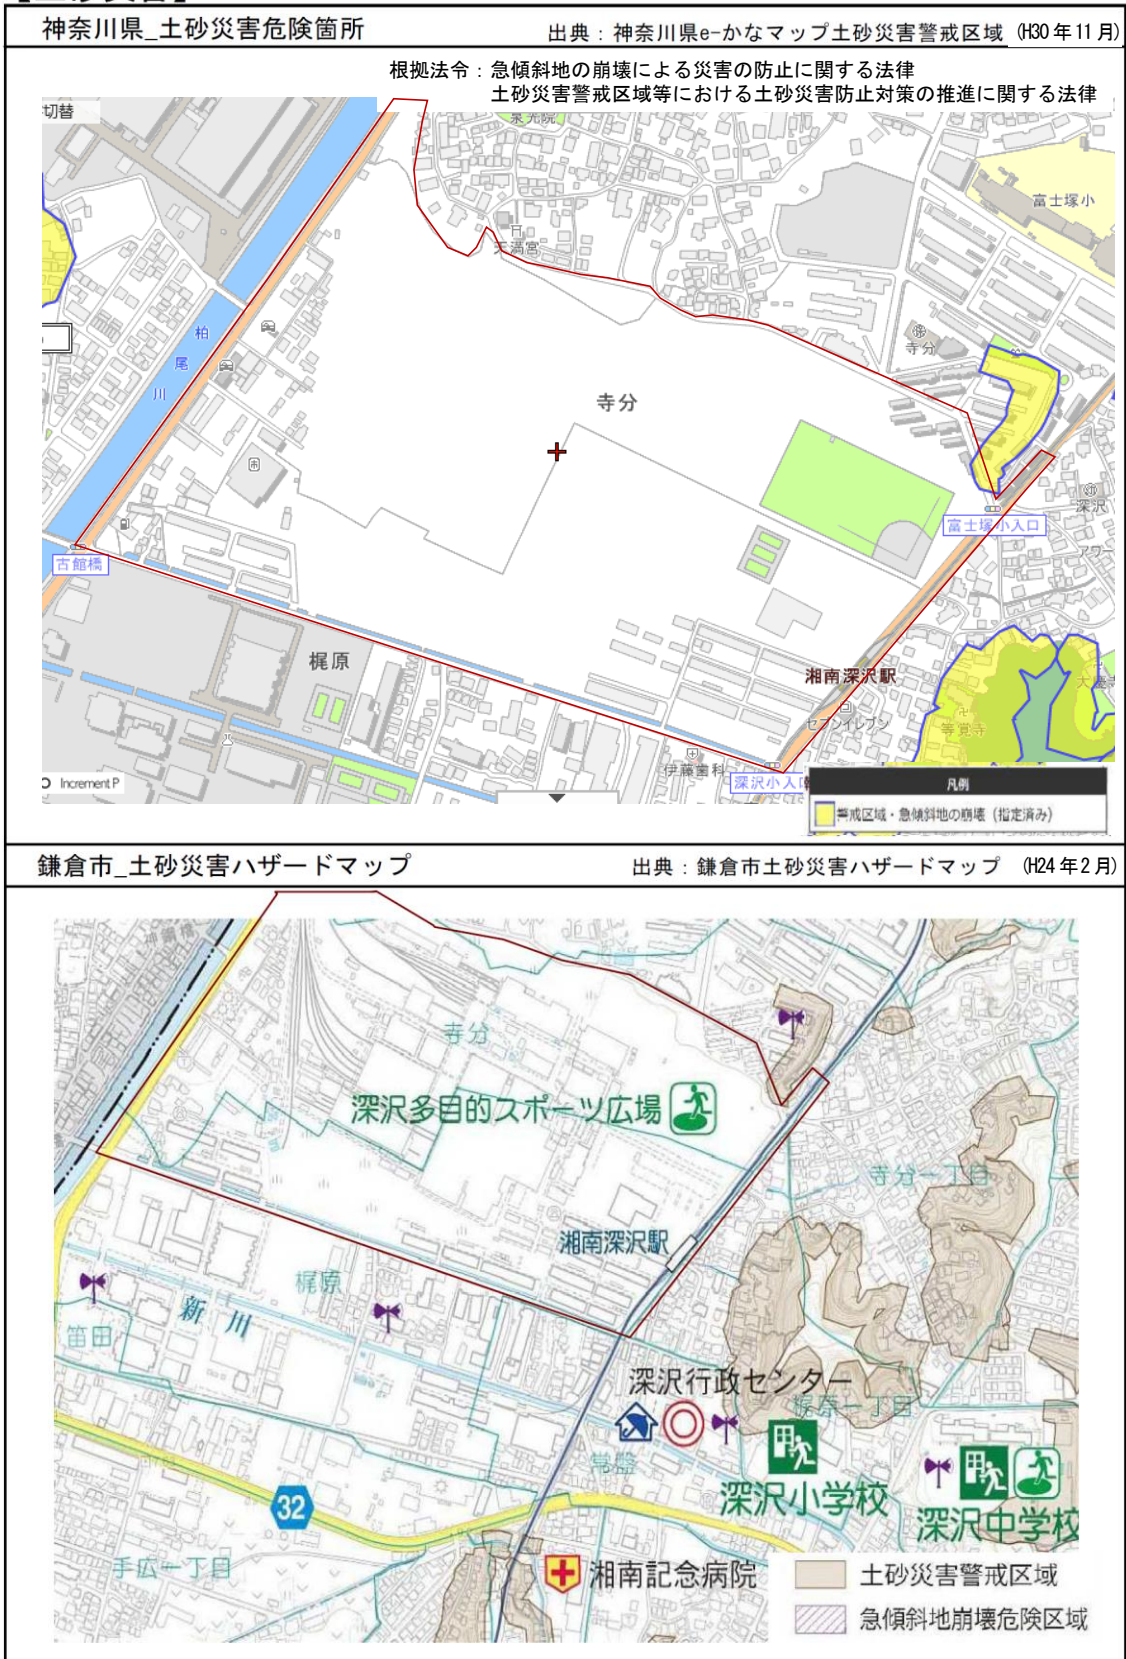 神奈川県_土砂災害危険箇所
出典：神奈川県e-かなマップ土砂災害警戒区域 (H30年11月)
根拠法令：急傾斜地の崩壊による災害の防止に関する法律
土砂災害警戒区域等における土砂災害防止対策の推進に関する法律
切替
泉光院
富士塚小
天満宮
柏尾川
寺分
寺分
富士塚小入口
深沢
古館橋
梶原
湘南深沢駅
セブンイレブン
等覚寺
大慶寺
伊藤歯科
深沢小入口
Increment P
凡例
警戒区域・急傾斜地の崩壊（指定済み）
鎌倉市_土砂災害ハザードマップ
出典：鎌倉市土砂災害ハザードマップ (H24年2月)
寺分
深沢多目的スポーツ広場
寺分一丁目
湘南深沢駅
梶原
新川
笛田
深沢行政センター
梶原一丁目
常盤
深沢小学校
深沢中学校
32
手広一丁目
湘南記念病院
土砂災害警戒区域
急傾斜地崩壊危険区域